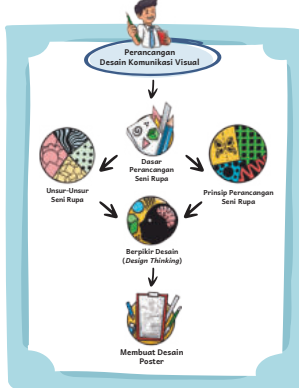 Perancangan
Desain Komunikasi Visual
Dasar
Perancangan
Seni Rupa
Unsur-Unsur
Seni Rupa
Prinsip Perancangan
Seni Rupa
Berpikir Desain
(Design Thinking)
Membuat Desain
Poster